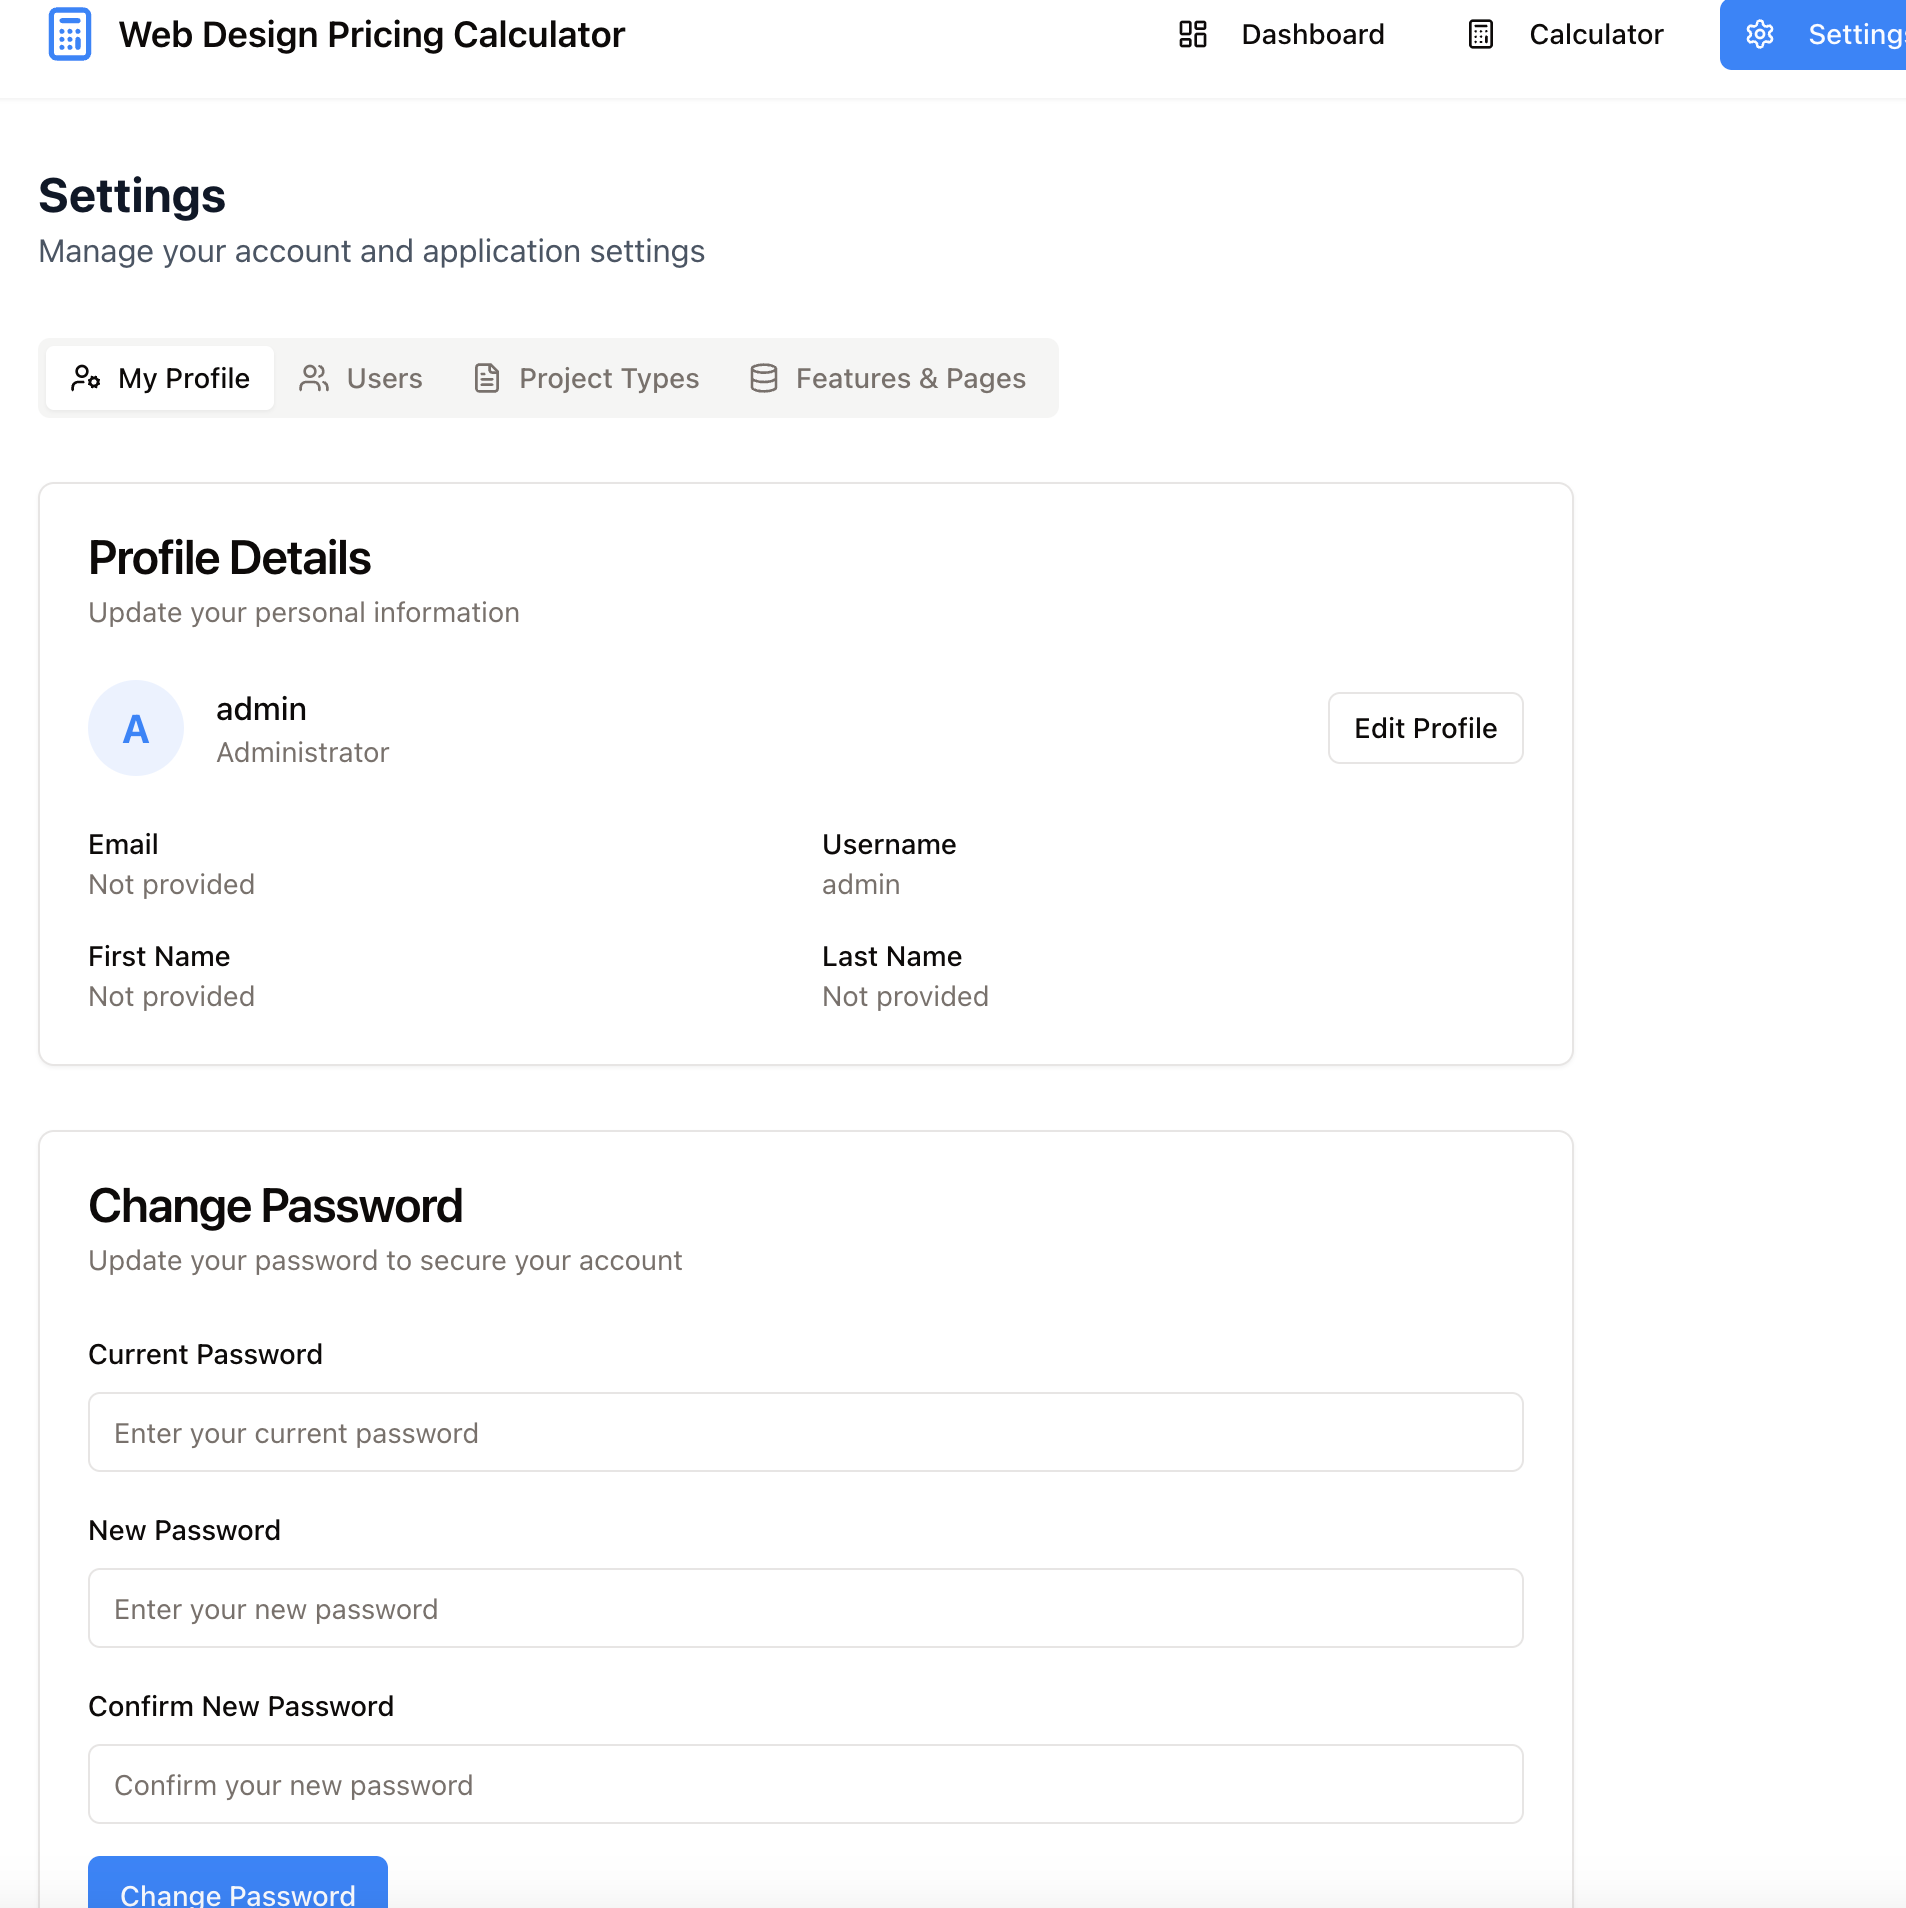 Web Design Pricing Calculator
Dashboard
Calculator
Settings
Settings
Manage your account and application settings
My Profile
Users
Project Types
Features & Pages
Profile Details
Update your personal information
A
admin
Administrator
Edit Profile
Email
Not provided
Username
admin
First Name
Not provided
Last Name
Not provided
Change Password
Update your password to secure your account
Current Password
Enter your current password
New Password
Enter your new password
Confirm New Password
Confirm your new password
Change Password